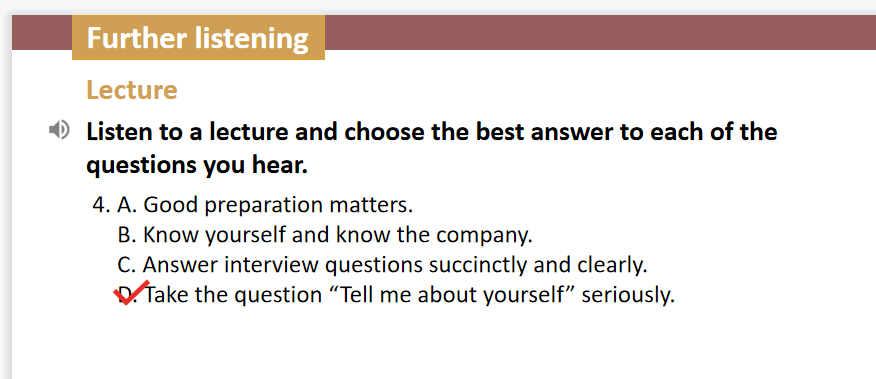 Further listening
Lecture
Listen to a lecture and choose the best answer to each of the
questions you hear.
4. A. Good preparation matters.
B. Know yourself and know the company.
C. Answer interview questions succinctly and clearly.
D. Take the question “Tell me about yourself” seriously.